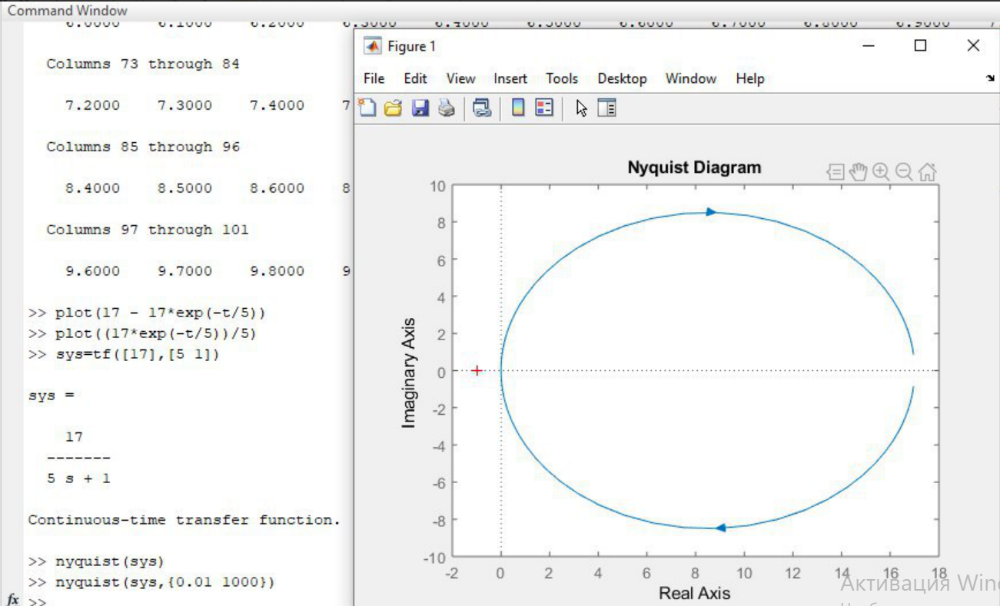 Command Window
6.0000 6.1000 6.2000 6.3000 6.4000 6.5000 6.6000 6.7000 6.8000 6.9000
Columns 73 through 84
7.2000 7.3000 7.4000 7
Columns 85 through 96
8.4000 8.5000 8.6000 8
Columns 97 through 101
9.6000 9.7000 9.8000 9
>> plot(17 - 17*exp(-t/5))
>> plot((17*exp(-t/5))/5)
>> sys=tf([17],[5 1])
sys =
17
-------
5 s + 1
Continuous-time transfer function.
>> nyquist(sys)
>> nyquist(sys,{0.01 1000})
fx >>
Figure 1
File Edit View Insert Tools Desktop Window Help
Nyquist Diagram
10
8
6
4
2
0
-2
-4
-6
-8
-10
Imaginary Axis
-2 0 2 4 6 8 10 12 14 16 18
Real Axis
Активация Win